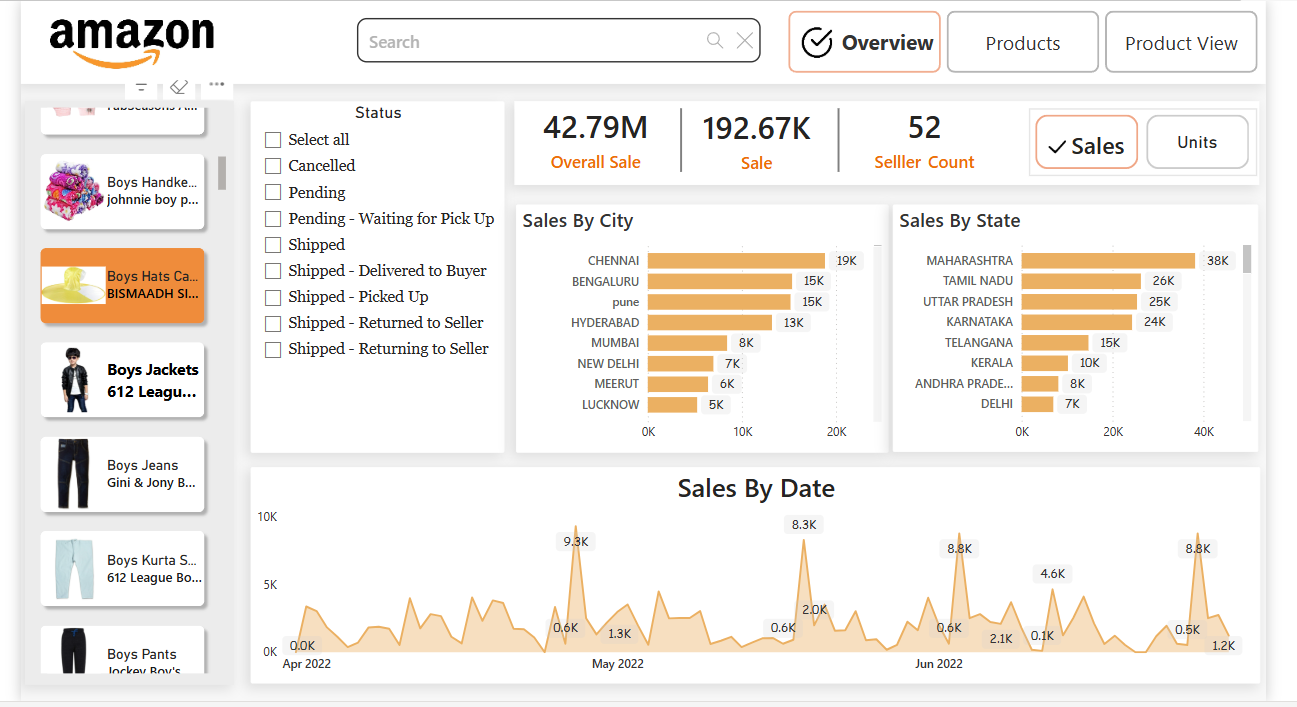 amazon
Search
Overview
Products
Product View
Boys Handke...
johnnie boy p...
Boys Hats Ca...
BISMAADH SI...
Boys Jackets
612 Leagu...
Boys Jeans
Gini & Jony B...
Boys Kurta S...
612 League Bo...
Boys Pants
Jockey Boy's
Status
Select all
Cancelled
Pending
Pending - Waiting for Pick Up
Shipped
Shipped - Delivered to Buyer
Shipped - Picked Up
Shipped - Returned to Seller
Shipped - Returning to Seller
42.79M
Overall Sale
192.67K
Sale
52
Selller Count
Sales
Units
Sales By City
CHENNAI 19K
BENGALURU 15K
pune 15K
HYDERABAD 13K
MUMBAI 8K
NEW DELHI 7K
MEERUT 6K
LUCKNOW 5K
0K 10K 20K
Sales By State
MAHARASHTRA 38K
TAMIL NADU 26K
UTTAR PRADESH 25K
KARNATAKA 24K
TELANGANA 15K
KERALA 10K
ANDHRA PRADE... 8K
DELHI 7K
0K 20K 40K
Sales By Date
10K
5K
0K
0.0K
0.6K
9.3K
1.3K
0.6K
8.3K
2.0K
0.6K
8.8K
2.1K
0.1K
4.6K
0.5K
8.8K
1.2K
Apr 2022 May 2022 Jun 2022